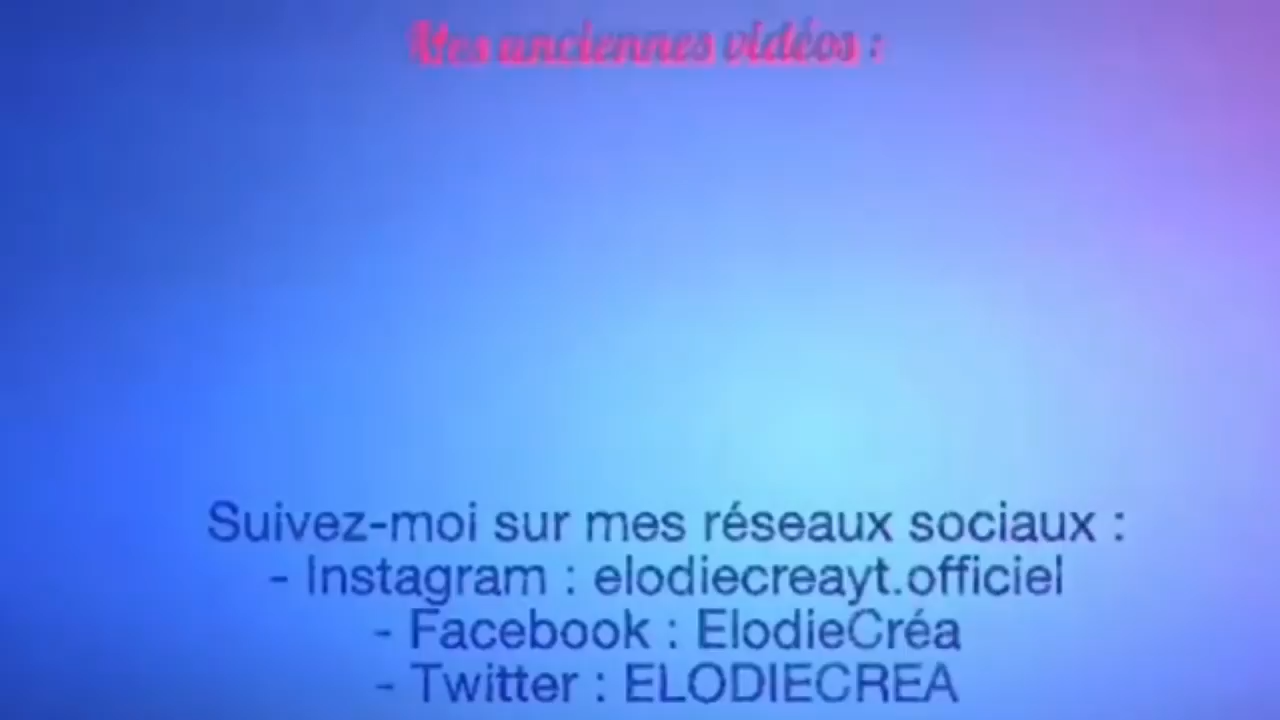 Mes anciennes vidéos :
Suivez-moi sur mes réseaux sociaux :
- Instagram : elodiecreayt.officiel
- Facebook : ElodieCréa
- Twitter : ELODIECREA